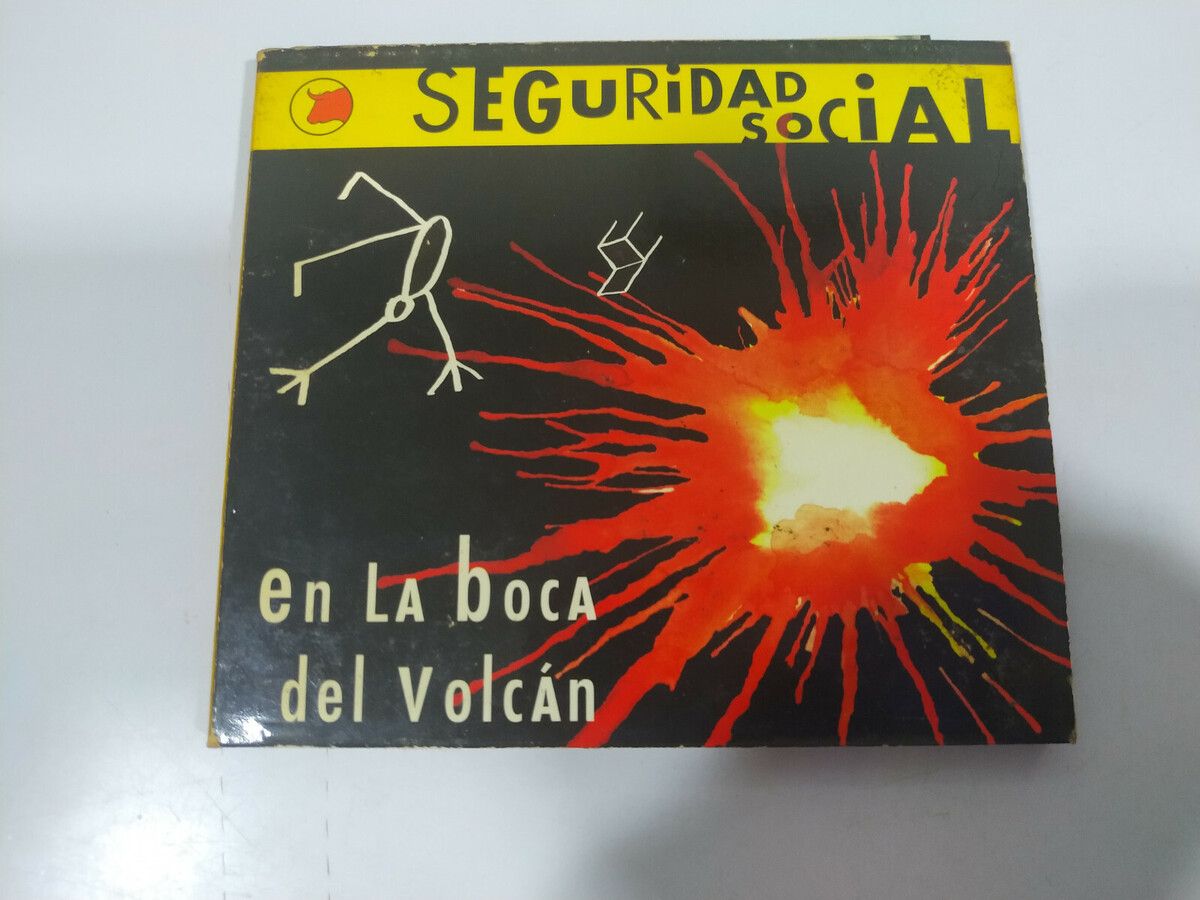 SEGURiDAD
SOCiAL
en LA boca
del Volcán